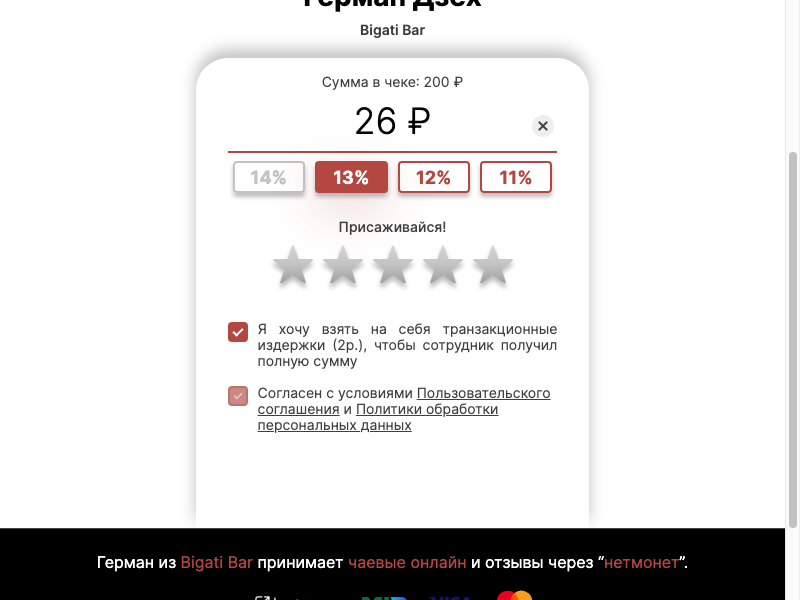 Герман Дзех
Bigati Bar
Сумма в чеке: 200 ₽
26 ₽
14%
13%
12%
11%
Присаживайся!
Я хочу взять на себя транзакционные
издержки (2р.), чтобы сотрудник получил
полную сумму
Согласен с условиями Пользовательского
соглашения и Политики обработки
персональных данных
Герман из Bigati Bar принимает чаевые онлайн и отзывы через “нетмонет”.